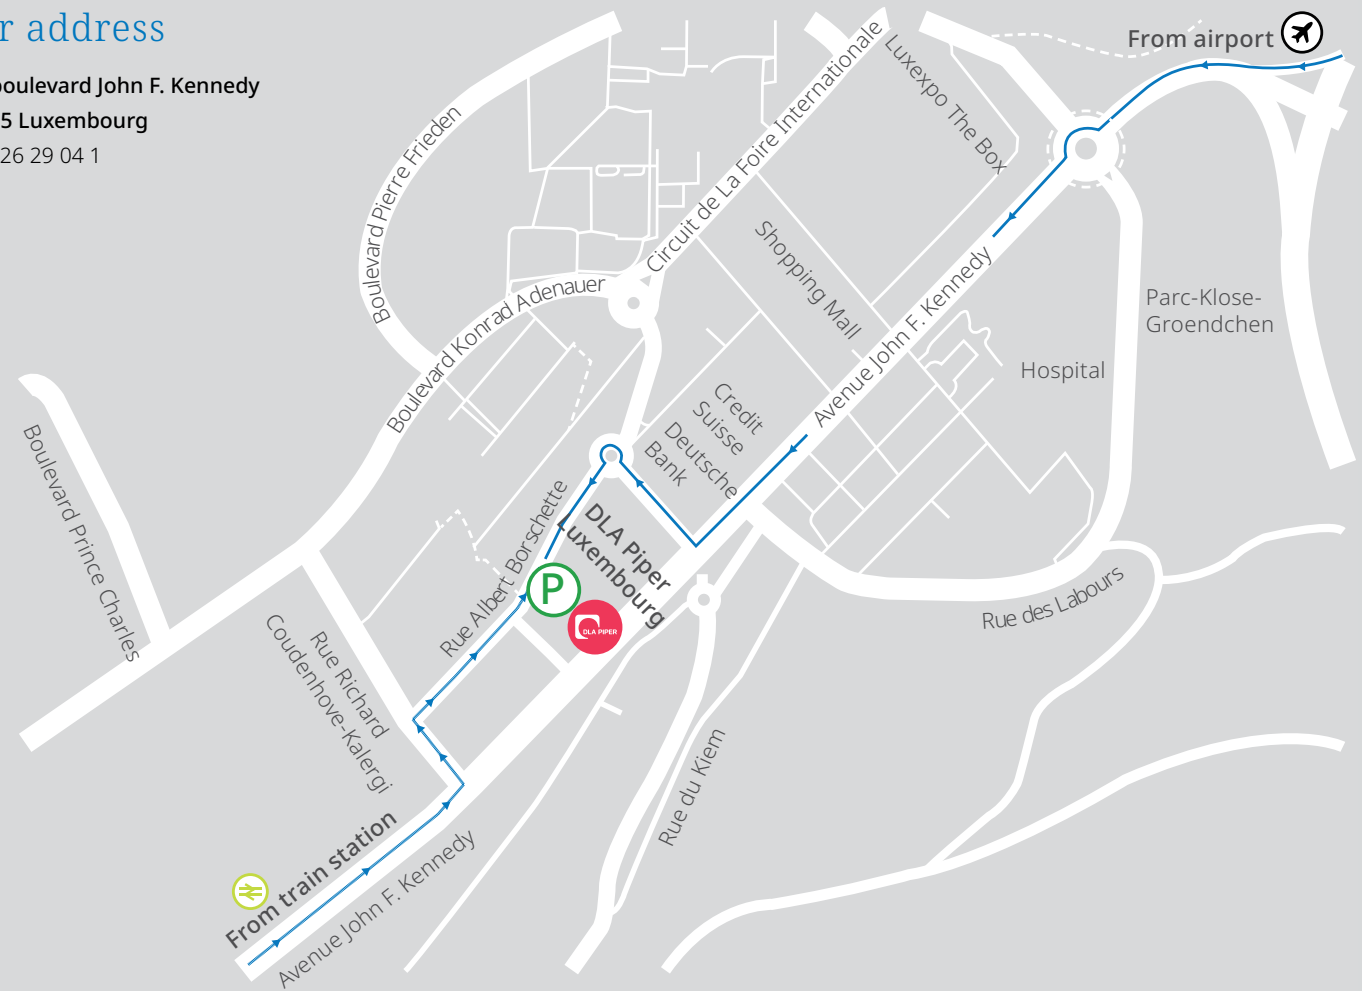 r address
boulevard John F. Kennedy
5 Luxembourg
26 29 04 1
From airport
Luxexpo The Box
Circuit de La Foire Internationale
Boulevard Pierre Frieden
Shopping Mall
Boulevard Konrad Adenauer
Avenue John F. Kennedy
Parc-Klose-
Groendchen
Hospital
Credit
Suisse
Deutsche
Bank
Boulevard Prince Charles
Rue Albert Borschette
DLA Piper
Luxembourg
P
DLA PIPER
Rue des Labours
Rue Richard
Coudenhove-Kalergi
Rue du Kiem
From train station
Avenue John F. Kennedy